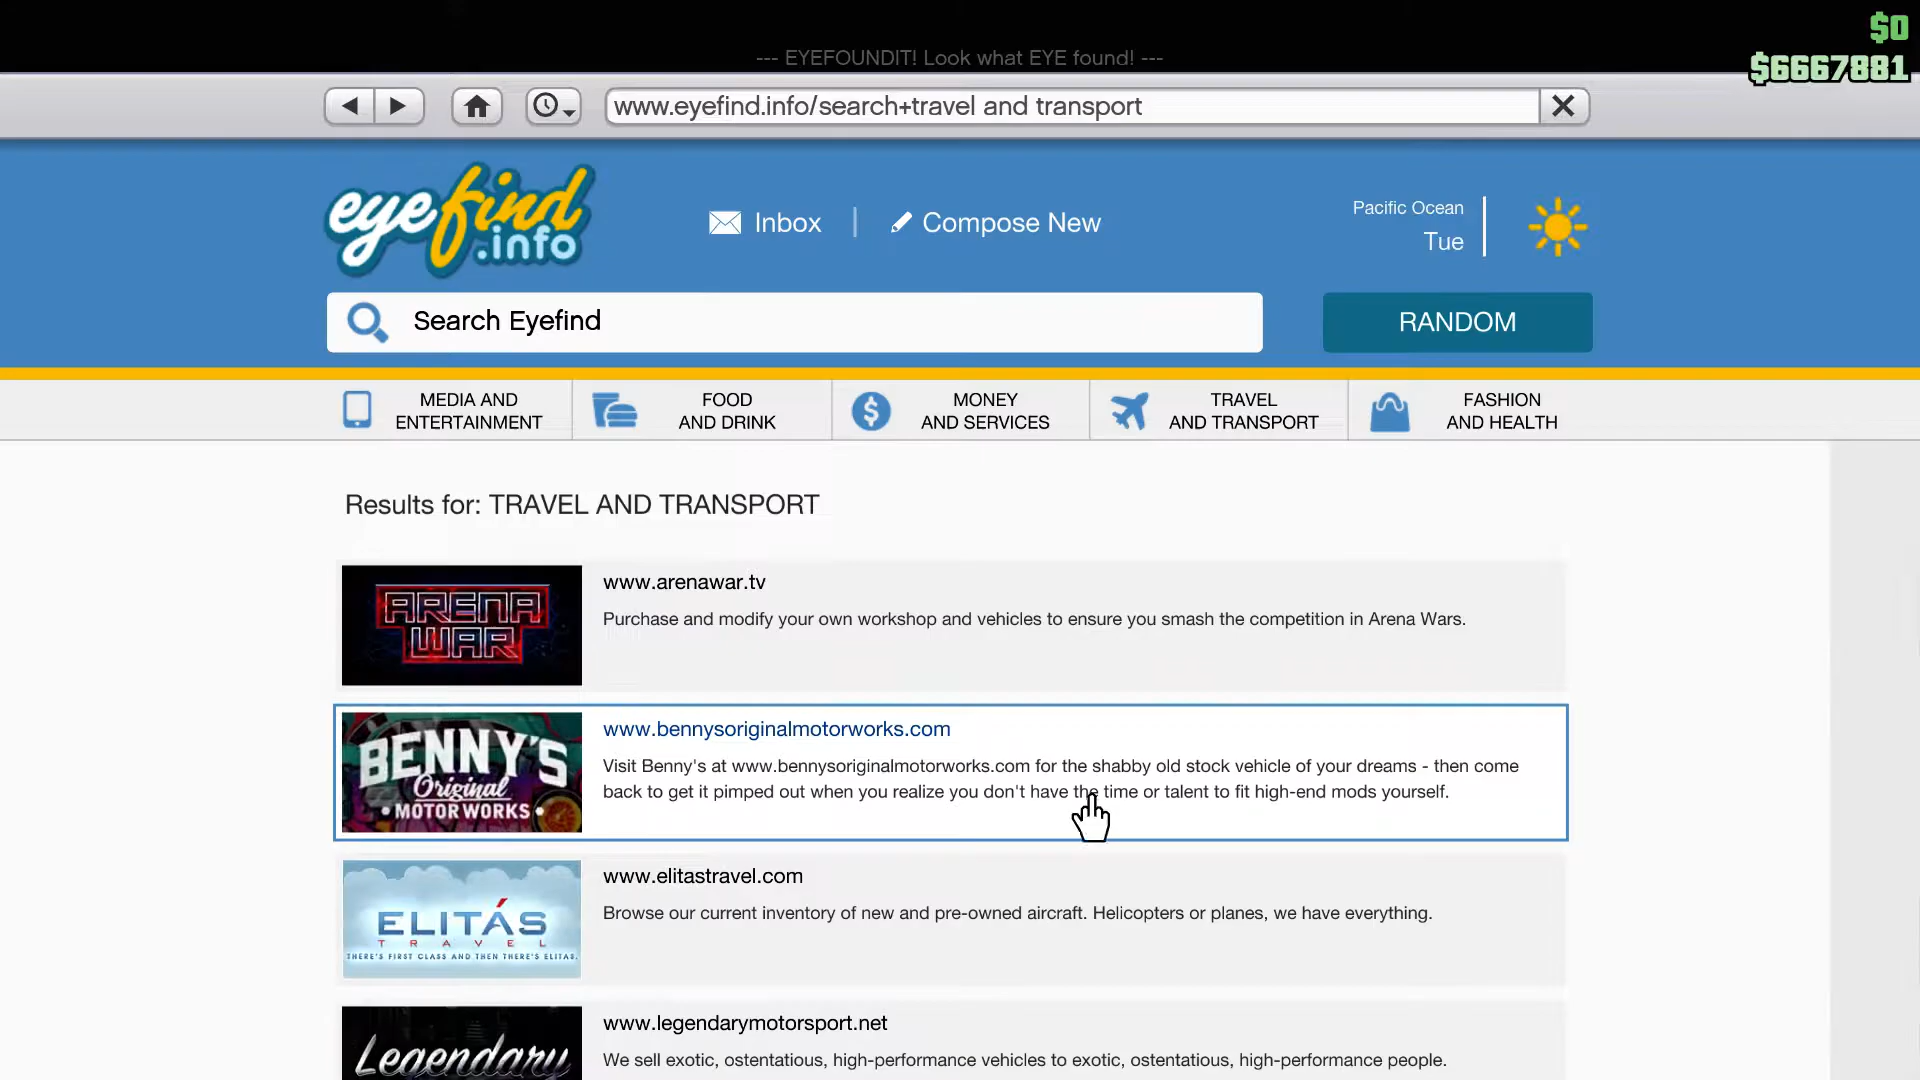 $0
--- EYEFOUNDIT! Look what EYE found! ---
$6667881
www.eyefind.info/search+travel and transport
eyefind
.info
Inbox
Compose New
Pacific Ocean
Tue
Search Eyefind
RANDOM
MEDIA AND
ENTERTAINMENT
FOOD
AND DRINK
MONEY
AND SERVICES
TRAVEL
AND TRANSPORT
FASHION
AND HEALTH
Results for: TRAVEL AND TRANSPORT
ARENA
WAR
www.arenawar.tv
Purchase and modify your own workshop and vehicles to ensure you smash the competition in Arena Wars.
BENNY'S
Original
• MOTOR WORKS •
www.bennysoriginalmotorworks.com
Visit Benny's at www.bennysoriginalmotorworks.com for the shabby old stock vehicle of your dreams - then come
back to get it pimped out when you realize you don't have the time or talent to fit high-end mods yourself.
ELITÁS
TRAVEL
THERE'S FIRST CLASS AND THEN THERE'S ELITAS.
www.elitastravel.com
Browse our current inventory of new and pre-owned aircraft. Helicopters or planes, we have everything.
Legendary
www.legendarymotorsport.net
We sell exotic, ostentatious, high-performance vehicles to exotic, ostentatious, high-performance people.